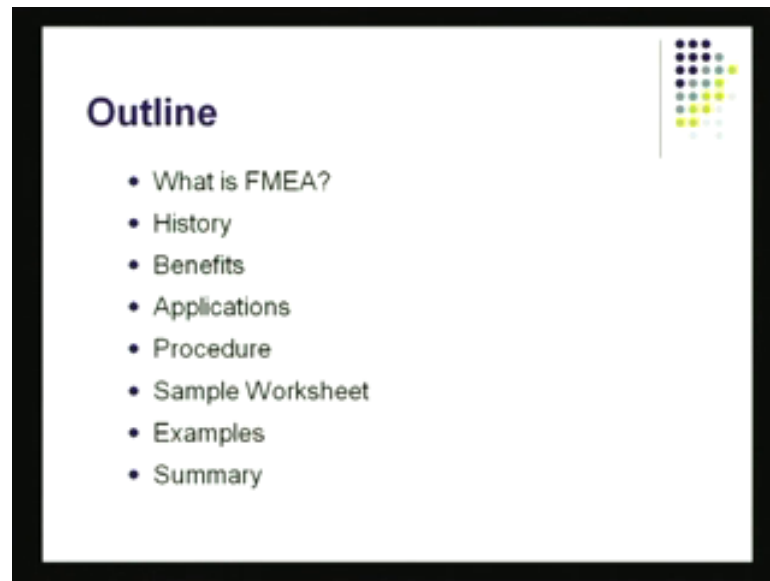 Outline
• What is FMEA?
• History
• Benefits
• Applications
• Procedure
• Sample Worksheet
• Examples
• Summary